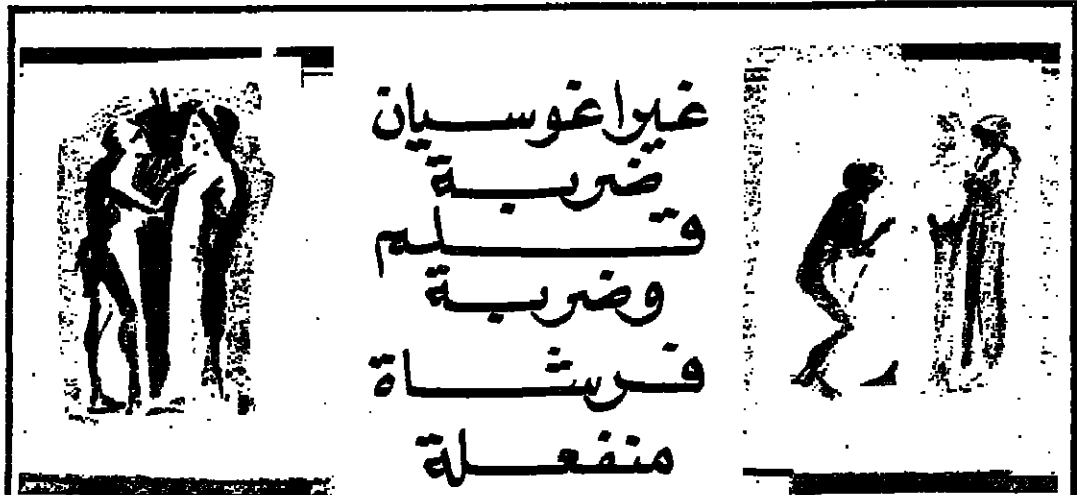 غيراغوسيان
ضربة
قلم
وضربة
فرشاة
منفعلة